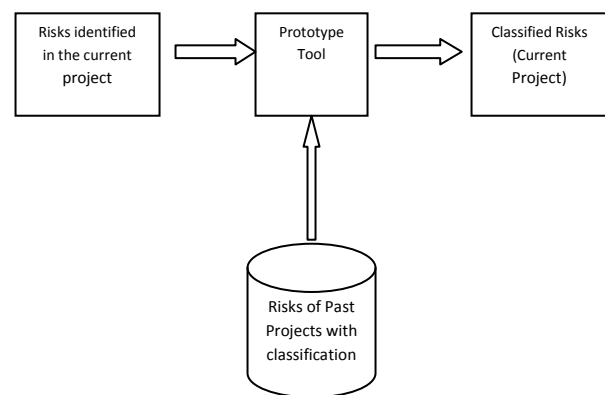 Risks identified
in the current
project
Prototype
Tool
Classified Risks
(Current
Project)
Risks of Past
Projects with
classification